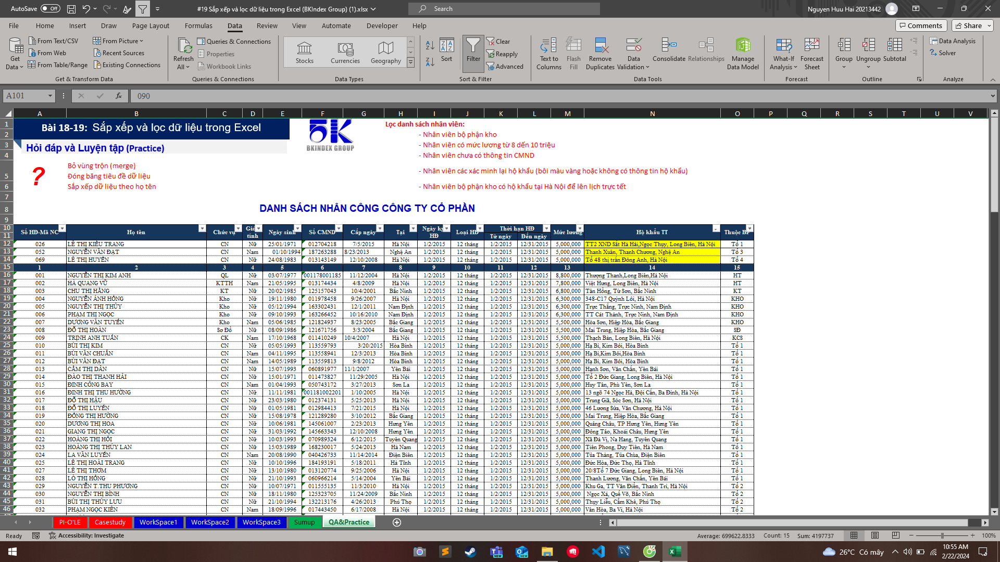 AutoSave Off #19 Sắp xếp và lọc dữ liệu trong Excel (BKIndex Group) (1).xlsx Search Nguyen Huu Hai 20213442
File Home Insert Draw Page Layout Formulas Data Review View Automate Developer Help Comments Share
Get Data From Text/CSV From Web From Table/Range From Picture Recent Sources Existing Connections
Refresh All Queries & Connections Properties Workbook Links
Stocks Currencies Geography
Sort Filter Clear Reapply Advanced
Text to Columns Flash Fill Remove Duplicates Data Validation Consolidate Relationships Manage Data Model
What-If Analysis Forecast Sheet Group Ungroup Subtotal Data Analysis Solver
Get & Transform Data Queries & Connections Data Types Sort & Filter Data Tools Forecast Outline Analyze
A101 fx 090
A B C D E F G H I J K L M N O P Q R S T U V
1 Bài 18-19: Sắp xếp và lọc dữ liệu trong Excel BK BKINDEX GROUP Lọc danh sách nhân viên:
2 - Nhân viên bộ phận kho
3 Hỏi đáp và Luyện tập (Practice) - Nhân viên có mức lương từ 8 dến 10 triệu
4 - Nhân viên chưa có thông tin CMND
? Bỏ vùng trộn (merge)
5 Đóng băng tiêu đề dữ liệu - Nhân viên các xác minh lại hộ khẩu (bôi màu vàng hoặc không có thông tin hộ khẩu)
6 Sắp xếp dữ liệu theo họ tên - Nhân viên bộ phận kho có hộ khẩu tại Hà Nội để lên lịch trực tết
7
8 DANH SÁCH NHÂN CÔNG CÔNG TY CỔ PHẦN
9
10 Số HĐ-Mã NC Họ tên Chức vụ Giới tính Ngày sinh Số CMND Cấp ngày Tại Ngày ký HĐ Loại HĐ Thời hạn HĐ Mức lương Hộ khẩu TT Thuộc BP
11 Từ ngày Đến ngày
12 026 LÊ THỊ KIỀU TRANG CN Nữ 25/01/1971 012704218 7/5/2015 Hà Nội 1/2/2015 12 tháng 1/2/2015 12/31/2015 5,000,000 TT2 XND Sắt Hà Hải,Ngọc Thụy, Long Biên, Hà Nội Tổ 1
13 052 NGUYỄN VĂN ĐẠT CN Nam 01/10/1994 187263288 8/23/2013 Nghệ An 1/2/2015 12 tháng 1/2/2015 12/31/2015 5,000,000 Thanh Xuân, Thanh Chương, Nghệ An Tổ 3
14 069 LÊ THỊ HUYỀN CN Nữ 24/08/1983 013143149 12/10/2008 Hà Nội 1/2/2015 12 tháng 1/2/2015 12/31/2015 5,000,000 Tổ 48 thị trấn Đông Anh, Hà Nội Tổ 4
15 1 2 3 4 5 6 7 8 9 10 11 12 13 14 15
16 001 NGUYỄN THỊ KIM ANH QL Nữ 03/07/1977 001178001185 11/12/2004 Hà Nội 1/2/2015 12 tháng 1/2/2015 12/31/2015 8,800,000 Thượng Thanh,Long Biên,Hà Nội HT
17 002 HÀ QUANG VŨ KTTH Nam 21/05/1995 013174434 4/8/2009 Hà Nội 1/2/2015 12 tháng 1/2/2015 12/31/2015 7,800,000 Việt Hưng, Long Biên, Hà Nội HT
18 003 CHU THỊ HẰNG KT Nữ 20/02/1985 125157043 10/4/2001 Bắc Ninh 1/2/2015 12 tháng 1/2/2015 12/31/2015 6,800,000 Tân Hồng, Từ Sơn, Bắc Ninh KT
19 004 NGUYỄN ÁNH HỒNG Kho Nữ 19/11/1980 011978458 9/26/2007 Hà Nội 1/2/2015 12 tháng 1/2/2015 12/31/2015 6,300,000 348-C17 Quỳnh Lôi, Hà Nội KHO
20 005 NGUYỄN THỊ THÚY Kho Nữ 05/12/1994 163302448 12/1/2011 Nam Định 1/2/2015 12 tháng 1/2/2015 12/31/2015 6,300,000 Trực Thắng, Trực Ninh, Nam Định KHO
21 006 PHẠM THỊ NGỌC Kho Nữ 09/10/1993 163266452 10/16/2010 Nam Định 1/2/2015 12 tháng 1/2/2015 12/31/2015 6,300,000 TT Cát Thành, Trực Ninh, Nam Định KHO
22 007 DƯƠNG VĂN TUYỂN Kho Nam 05/06/1985 121824937 8/23/2005 Bắc Giang 1/2/2015 12 tháng 1/2/2015 12/31/2015 5,500,000 Hòa Sơn, Hiệp Hòa, Bắc Giang KHO
23 008 ĐỖ THỊ HOÀN Sơ Đồ Nữ 08/09/1986 121671756 3/3/2004 Bắc Giang 1/2/2015 12 tháng 1/2/2015 12/31/2015 5,500,000 Mai Trung, Hiệp Hòa, Bắc Giang SĐ
24 009 TRỊNH ANH TUẤN CK Nam 17/10/1968 011410249 10/4/2007 Hà Nội 1/2/2015 12 tháng 1/2/2015 12/31/2015 5,500,000 Thạch Bàn, Long Biên, Hà Nội KCS
25 010 BÙI THỊ KIM CN Nữ 05/05/1993 113559793 3/20/2015 Hòa Bình 1/2/2015 12 tháng 1/2/2015 12/31/2015 5,000,000 Hạ Bì, Kim Bôi, Hòa Bình Tổ 1
26 011 BÙI VĂN CHUẨN CN Nam 04/11/1995 113558941 12/3/2013 Hòa Bình 1/2/2015 12 tháng 1/2/2015 12/31/2015 5,000,000 Hạ Bì,Kim Bôi,Hòa Bình Tổ 1
27 012 BÙI VĂN ĐẠT CN Nam 14/05/1989 113559813 9/8/2012 Hòa Bình 1/2/2015 12 tháng 1/2/2015 12/31/2015 5,000,000 Hạ Bì, Kim Bôi, Hòa Bình Tổ 1
28 013 CẦM THỊ DÂN CN Nữ 15/07/1993 060891977 11/1/2007 Yên Bái 1/2/2015 12 tháng 1/2/2015 12/31/2015 5,000,000 Hạnh Sơn, Văn Chấn, Yên Bái Tổ 1
29 014 ĐÀO THỊ THANH HẢI CN Nữ 15/01/1971 011473827 11/29/2005 Hà Nội 1/2/2015 12 tháng 1/2/2015 12/31/2015 5,000,000 Tổ 2 Đức Giang, Long Biên, Hà Nội Tổ 1
30 015 ĐINH CÔNG BAY CN Nam 01/04/1993 050743172 3/27/2013 Sơn La 1/2/2015 12 tháng 1/2/2015 12/31/2015 5,000,000 Huy Tân, Phù Yên, Sơn La Tổ 1
31 016 ĐINH THỊ THU HƯỜNG CN Nữ 11/11/1981 001181002201 1/10/2005 Hà Nội 1/2/2015 12 tháng 1/2/2015 12/31/2015 5,000,000 13 ngõ 74 Ngọc Hà, Đội Cấn, Ba Đình, Hà Nội Tổ 1
32 017 ĐỖ THỊ HẬU CN Nữ 23/03/1980 012374131 5/25/2013 Hà Nội 1/2/2015 12 tháng 1/2/2015 12/31/2015 5,000,000 Trung Giã, Sóc Sơn, Hà Nội Tổ 1
33 018 ĐỖ THỊ LUYẾN CN Nữ 01/05/1981 012984413 7/21/2015 Hà Nội 1/2/2015 12 tháng 1/2/2015 12/31/2015 5,000,000 46 Lương Sửa, Văn Chương, Hà Nội Tổ 1
34 019 ĐỒNG THỊ HƯỜNG CN Nữ 15/08/1978 121289280 3/10/2012 Bắc Giang 1/2/2015 12 tháng 1/2/2015 12/31/2015 5,000,000 Mai Trung, Hiệp Hòa, Bắc Giang Tổ 1
35 020 DƯƠNG THỊ HOA CN Nữ 10/06/1981 145061007 2/23/2013 Hưng Yên 1/2/2015 12 tháng 1/2/2015 12/31/2015 5,000,000 Quảng Châu, TP Hưng Yên, Hưng Yên Tổ 1
36 021 GIANG THỊ NGỌC CN Nữ 31/03/1992 145663343 12/10/2008 Hưng Yên 1/2/2015 12 tháng 1/2/2015 12/31/2015 5,000,000 Đông Tảo, Khoái Châu, Hưng Yên Tổ 1
37 022 HOÀNG THỊ HỒI CN Nữ 10/03/1993 070989324 6/12/2015 Tuyên Quang 1/2/2015 12 tháng 1/2/2015 12/31/2015 5,000,000 Xã Đà Vị, Na Hang, Tuyên Quang Tổ 1
38 023 HOÀNG THỊ THÚY LAN CN Nữ 15/03/1989 168230017 5/24/2013 Hà Nam 1/2/2015 12 tháng 1/2/2015 12/31/2015 5,000,000 Tiên Phong, Duy Tiên, Hà Nam Tổ 1
39 024 LA VĂN LUYỆN CN Nam 20/08/1990 040426733 11/14/2014 Điện Biên 1/2/2015 12 tháng 1/2/2015 12/31/2015 5,000,000 Tủa Thàng, Tủa Chùa, Điện Biên Tổ 1
40 025 LÊ THỊ HOÀI TRANG CN Nữ 10/10/1996 184193191 5/18/2011 Hà Tĩnh 1/2/2015 12 tháng 1/2/2015 12/31/2015 5,000,000 Đức Hòa, Đức Thọ, Hà Tĩnh Tổ 1
41 027 LÊ THỊ THƠM CN Nữ 13/10/1980 013120774 9/25/2006 Hà Nội 1/2/2015 12 tháng 1/2/2015 12/31/2015 5,000,000 20/8Tổ 7 Đức Giang, Long Biên, Hà Nội Tổ 1
42 028 LÒ THỊ HỒNG CN Nữ 21/10/1993 060966214 5/14/2004 Yên Bái 1/2/2015 12 tháng 1/2/2015 12/31/2015 5,000,000 Thanh Lương, Văn Chấn, Yên Bái Tổ 1
43 029 NGUYỄN T.THU PHƯƠNG CN Nữ 10/07/1971 011555135 11/3/2010 Hà Nội 1/2/2015 12 tháng 1/2/2015 12/31/2015 5,000,000 Khu Ga, TT Văn Điển, Thanh Trì, Hà Nội Tổ 2
44 030 NGUYỄN THỊ BÌNH CN Nữ 18/11/1980 125323705 11/24/2009 Bắc Ninh 1/2/2015 12 tháng 1/2/2015 12/31/2015 5,000,000 Ngọc Xá, Quế Võ, Bắc Ninh Tổ 2
45 031 BÙI THỊ THÚY LƯU CN Nữ 21/10/1994 132213176 4/26/2013 Phú Thọ 1/2/2015 12 tháng 1/2/2015 12/31/2015 5,000,000 Thụy Liễu, Cẩm Khê, Phú Thọ Tổ 2
46 032 PHẠM NGỌC KIÊN CN Nam 18/09/1996 017443450 6/17/2008 Hà Nội 1/2/2015 12 tháng 1/2/2015 12/31/2015 5,000,000 Vân Hòa, Ba Vì, Hà Nội Tổ 2
PI-O'LE Casestudy WorkSpace1 WorkSpace2 WorkSpace3 Sumup QA&Practice
Ready Accessibility: Investigate Average: 699622.8333 Count: 15 Sum: 4197737 100%
26°C Có mây 10:55 AM
2/22/2024